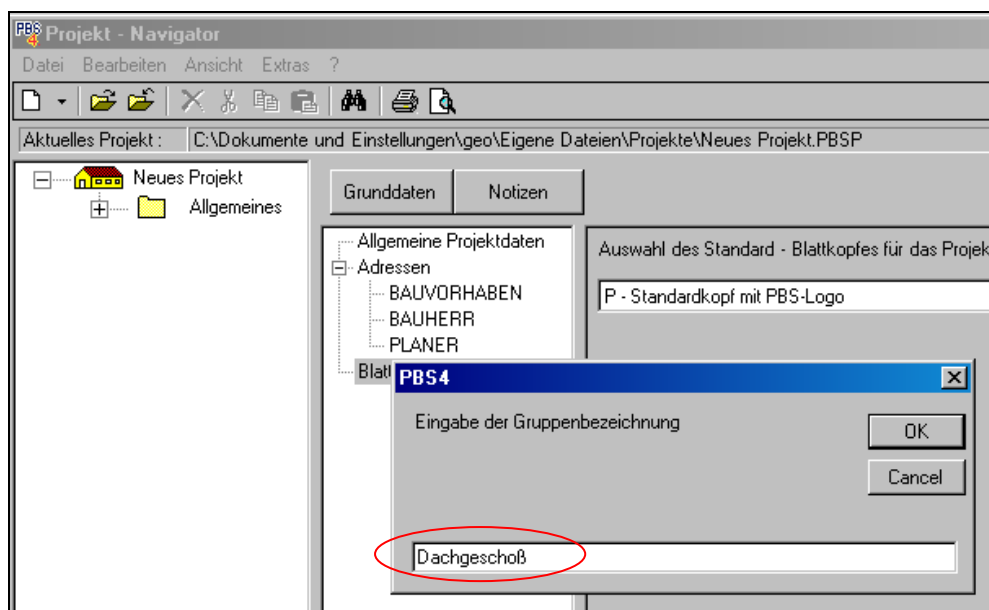 PBS 4 Projekt - Navigator
Datei Bearbeiten Ansicht Extras ?
Aktuelles Projekt : C:\Dokumente und Einstellungen\geo\Eigene Dateien\Projekte\Neues Projekt.PBSP
Neues Projekt
Allgemeines
Grunddaten Notizen
Allgemeine Projektdaten
Adressen
BAUVORHABEN
BAUHERR
PLANER
Blatt
Auswahl des Standard - Blattkopfes für das Projek
P - Standardkopf mit PBS-Logo
PBS4
Eingabe der Gruppenbezeichnung
OK
Cancel
Dachgeschoß